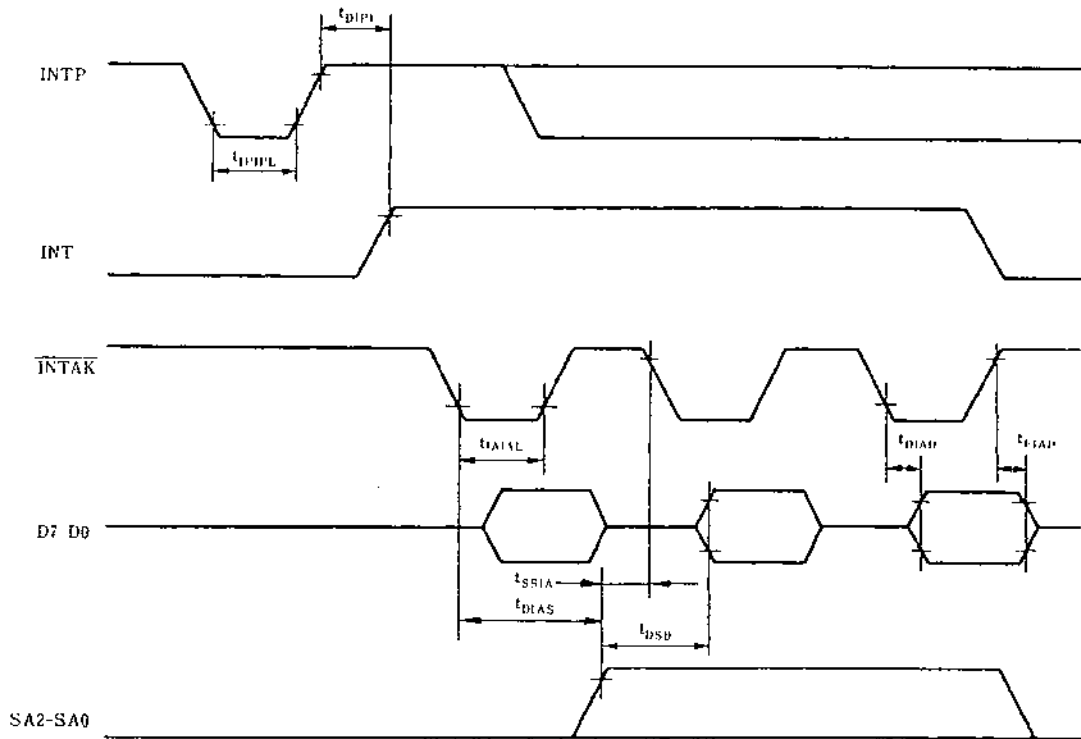 tDIPI
INTP
tIPIPL
INT
INTAK
tIAIAL
tDIAD
tFIAD
D7 D0
tSSIA
tDIAS
tDSD
SA2-SA0